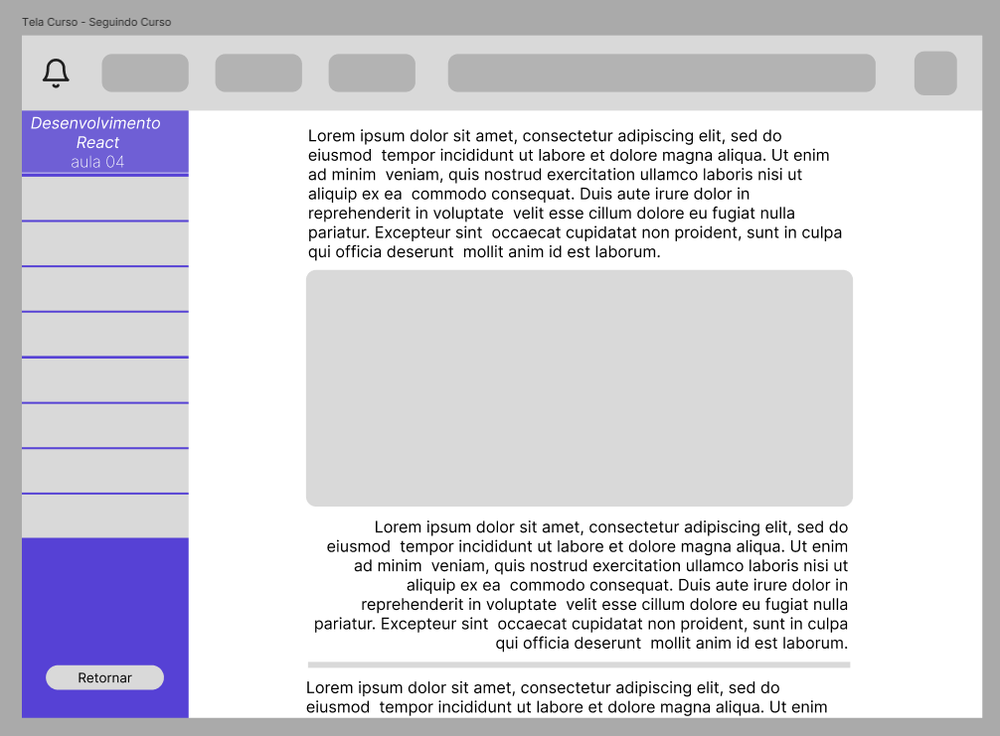 Tela Curso - Seguindo Curso
Desenvolvimento
React
aula 04
Retornar
Lorem ipsum dolor sit amet, consectetur adipiscing elit, sed do
eiusmod  tempor incididunt ut labore et dolore magna aliqua. Ut enim
ad minim  veniam, quis nostrud exercitation ullamco laboris nisi ut
aliquip ex ea  commodo consequat. Duis aute irure dolor in
reprehenderit in voluptate  velit esse cillum dolore eu fugiat nulla
pariatur. Excepteur sint  occaecat cupidatat non proident, sunt in culpa
qui officia deserunt  mollit anim id est laborum.
Lorem ipsum dolor sit amet, consectetur adipiscing elit, sed do
eiusmod  tempor incididunt ut labore et dolore magna aliqua. Ut enim
ad minim  veniam, quis nostrud exercitation ullamco laboris nisi ut
aliquip ex ea  commodo consequat. Duis aute irure dolor in
reprehenderit in voluptate  velit esse cillum dolore eu fugiat nulla
pariatur. Excepteur sint  occaecat cupidatat non proident, sunt in culpa
qui officia deserunt  mollit anim id est laborum.
Lorem ipsum dolor sit amet, consectetur adipiscing elit, sed do
eiusmod  tempor incididunt ut labore et dolore magna aliqua. Ut enim